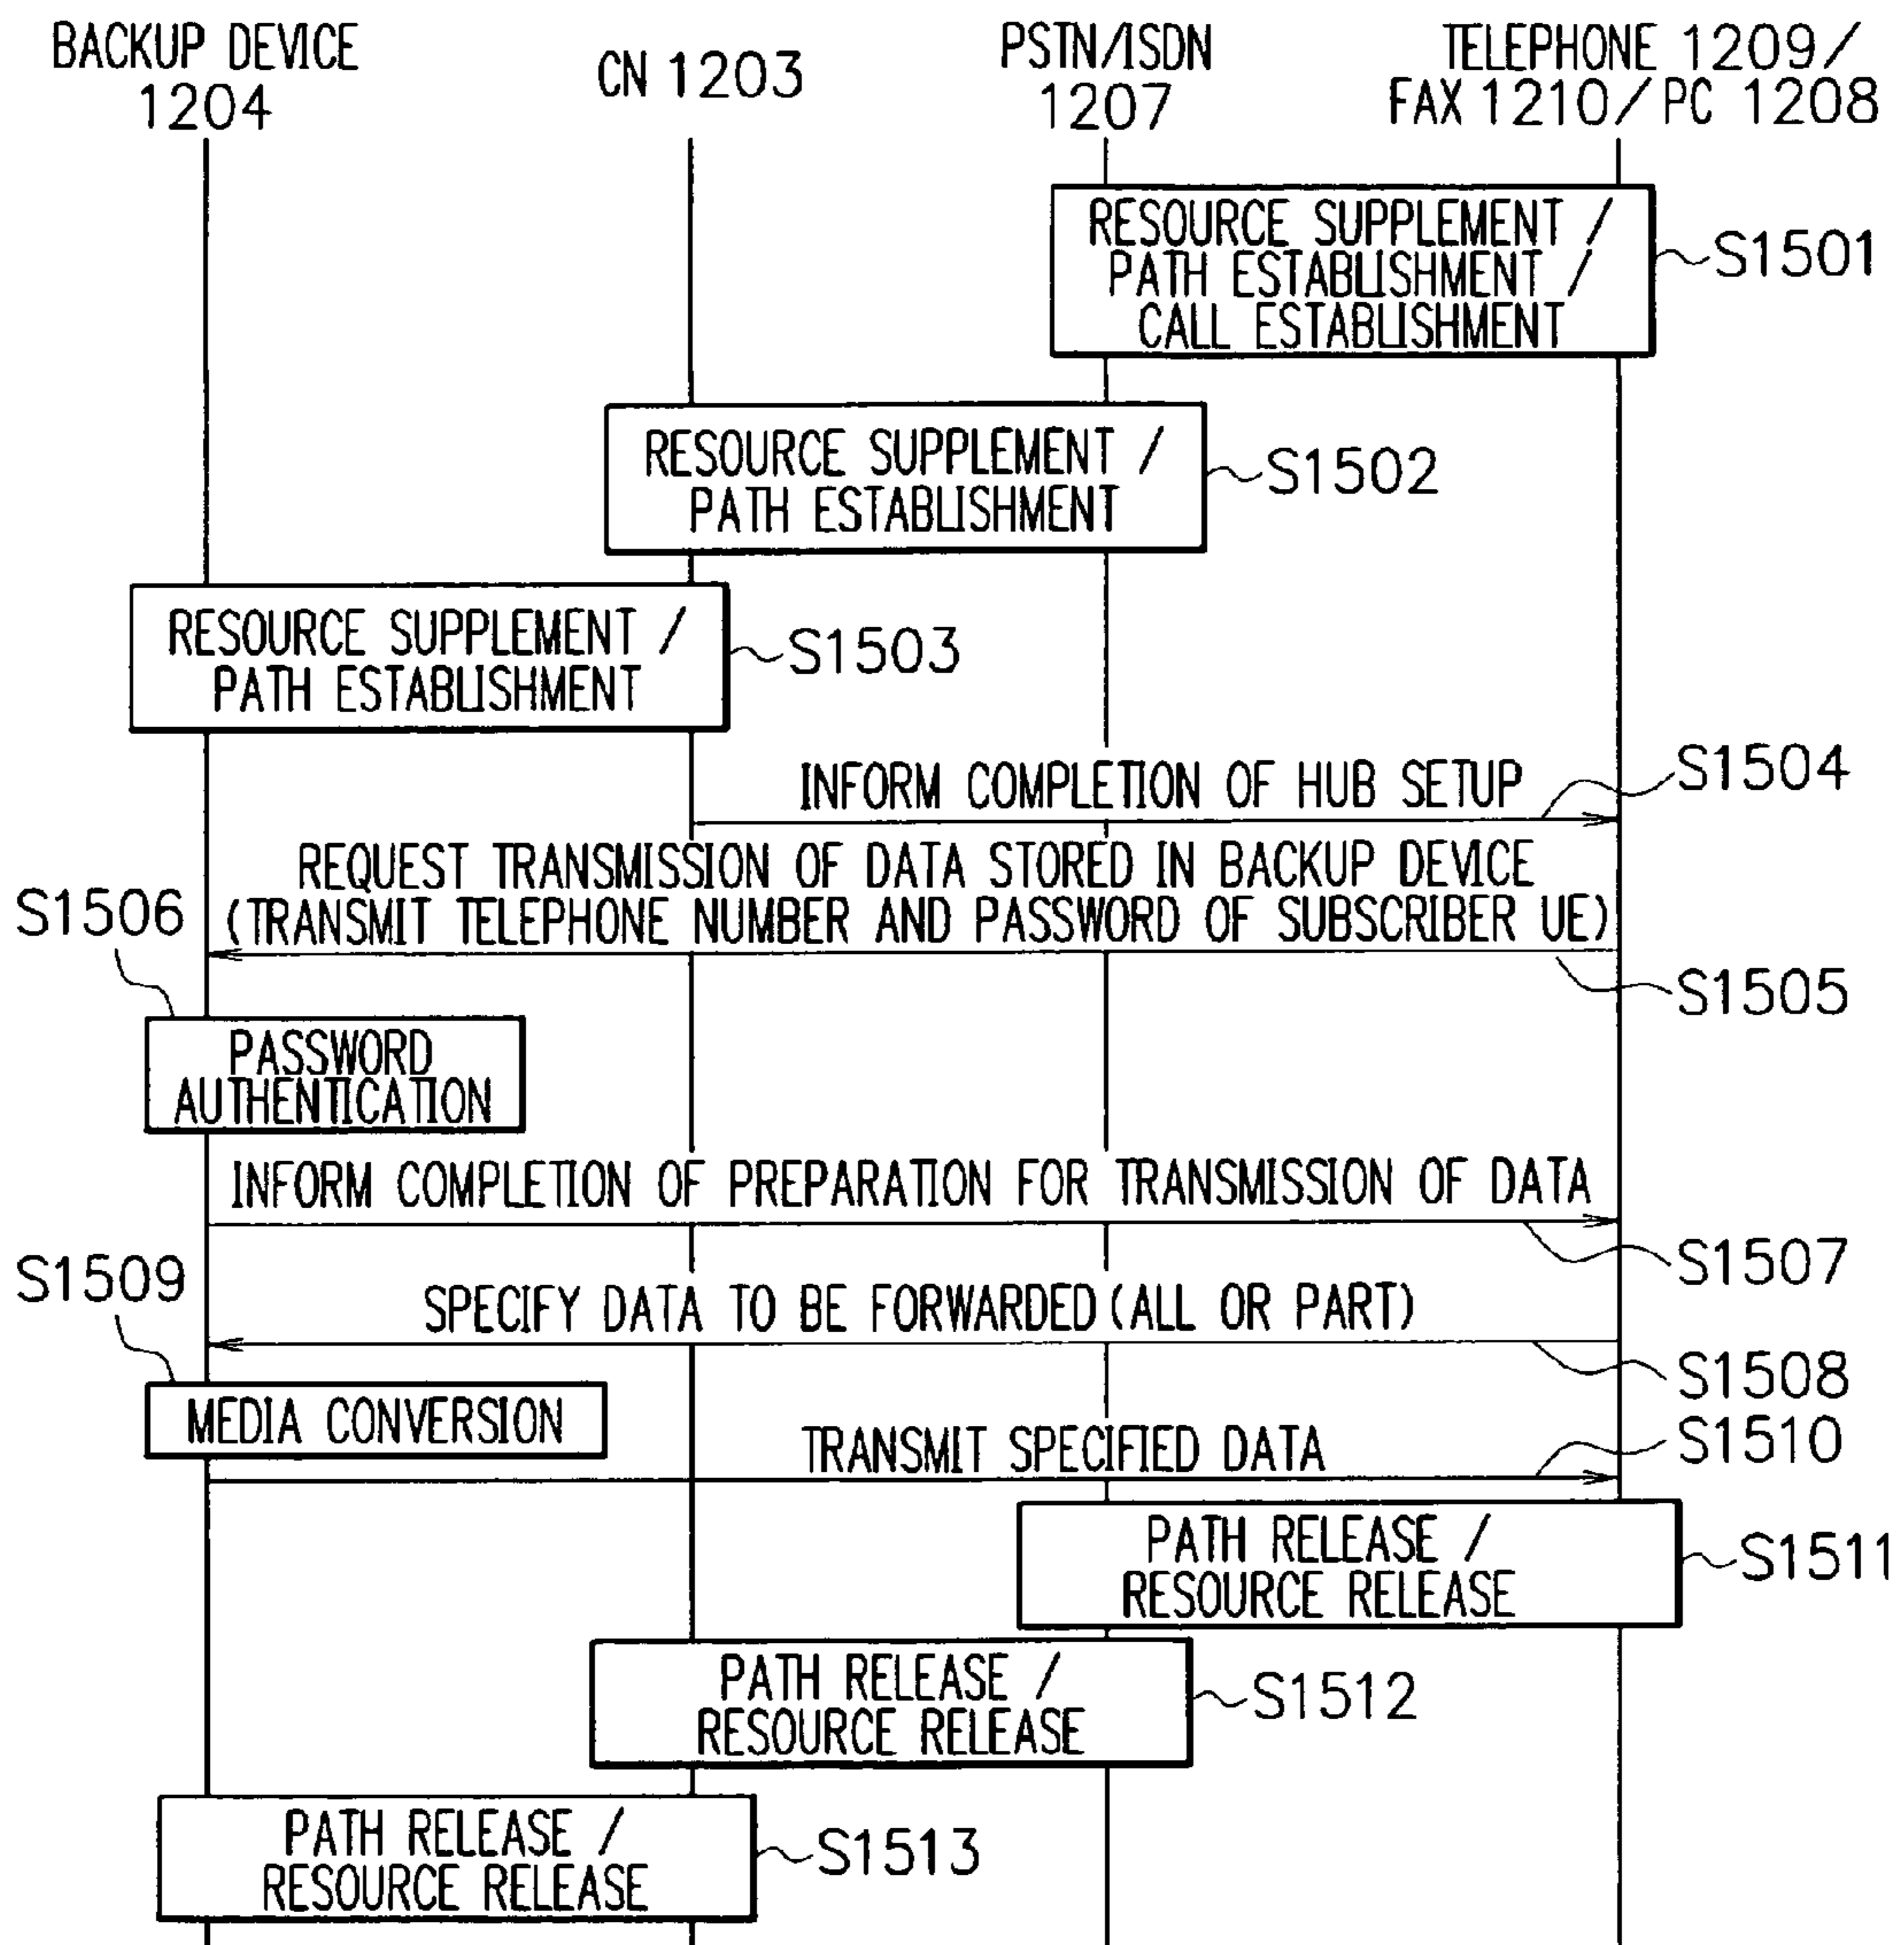 BACKUP DEVICE
1204
CN 1203
PSTN/ISDN
1207
TELEPHONE 1209/
FAX 1210/PC 1208
RESOURCE SUPPLEMENT /
PATH ESTABLISHMENT /
CALL ESTABLISHMENT
S1501
RESOURCE SUPPLEMENT /
PATH ESTABLISHMENT
S1502
RESOURCE SUPPLEMENT /
PATH ESTABLISHMENT
S1503
INFORM COMPLETION OF HUB SETUP
S1504
REQUEST TRANSMISSION OF DATA STORED IN BACKUP DEVICE
(TRANSMIT TELEPHONE NUMBER AND PASSWORD OF SUBSCRIBER UE)
S1505
S1506
PASSWORD
AUTHENTICATION
INFORM COMPLETION OF PREPARATION FOR TRANSMISSION OF DATA
S1507
SPECIFY DATA TO BE FORWARDED(ALL OR PART)
S1508
S1509
MEDIA CONVERSION
TRANSMIT SPECIFIED DATA
S1510
PATH RELEASE /
RESOURCE RELEASE
S1511
PATH RELEASE /
RESOURCE RELEASE
S1512
PATH RELEASE /
RESOURCE RELEASE
S1513